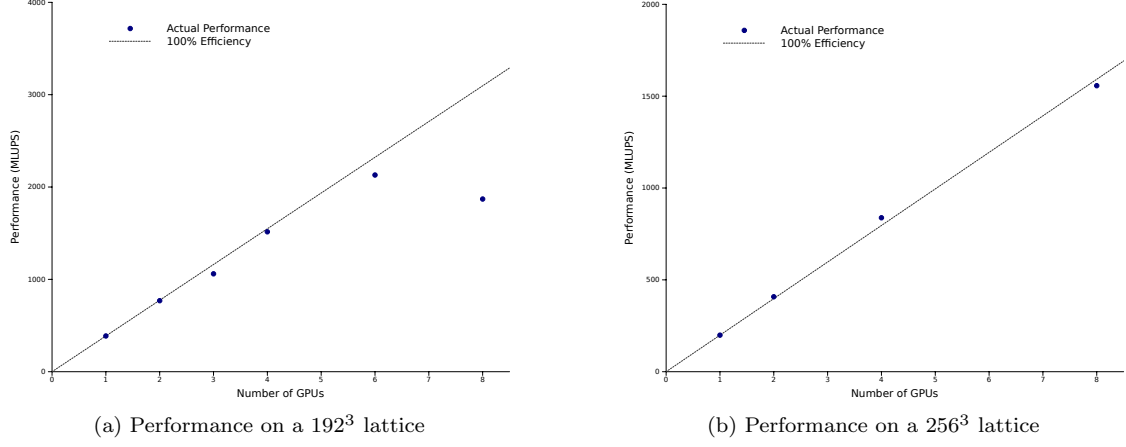 4000
3000
2000
1000
0
Performance (MLUPS)
Actual Performance
100% Efficiency
0 1 2 3 4 5 6 7 8
Number of GPUs
(a) Performance on a 192³ lattice
2000
1500
1000
500
0
Performance (MLUPS)
Actual Performance
100% Efficiency
0 1 2 3 4 5 6 7 8
Number of GPUs
(b) Performance on a 256³ lattice